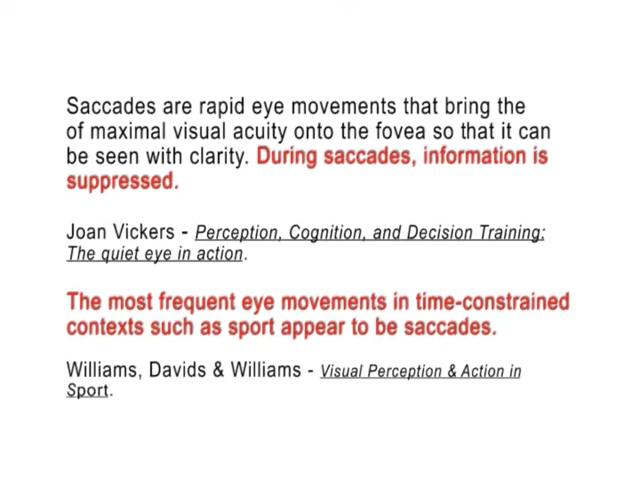 Saccades are rapid eye movements that bring the
of maximal visual acuity onto the fovea so that it can
be seen with clarity. During saccades, information is
suppressed.
Joan Vickers - Perception, Cognition, and Decision Training:
The quiet eye in action.
The most frequent eye movements in time-constrained
contexts such as sport appear to be saccades.
Williams, Davids & Williams - Visual Perception & Action in
Sport.